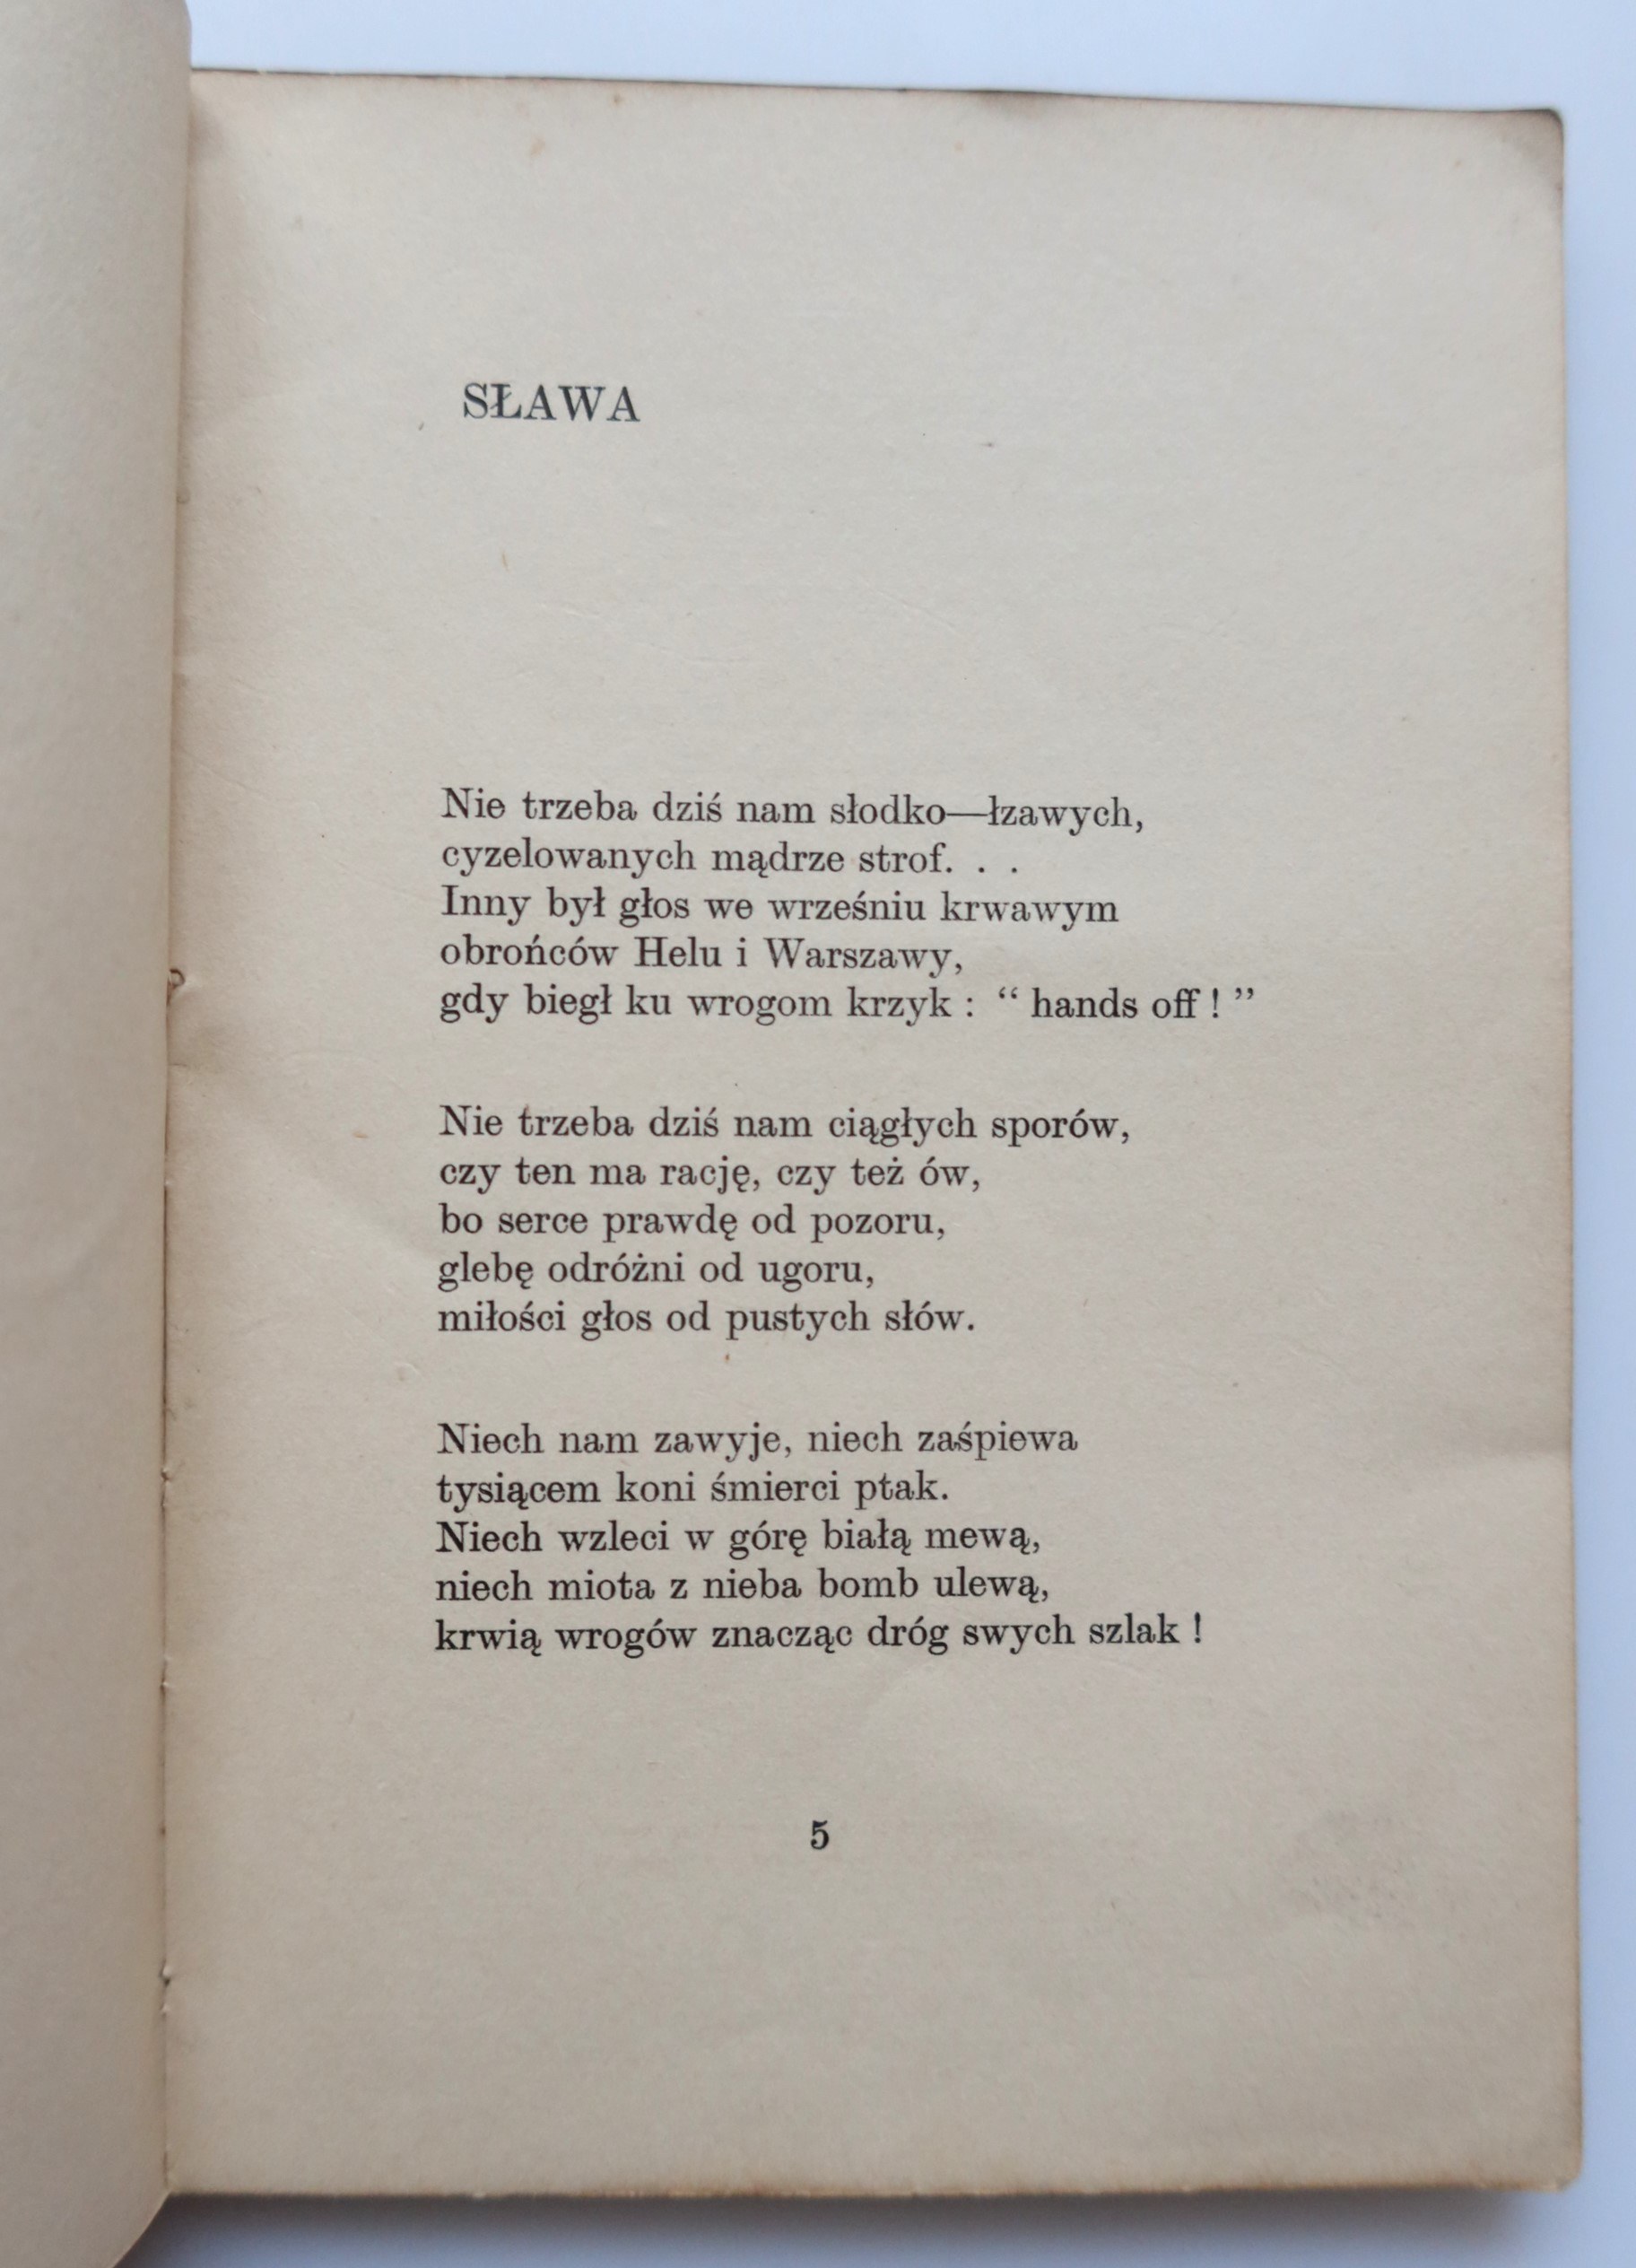 SŁAWA
Nie trzeba dziś nam słodko—łzawych,
cyzelowanych mądrze strof. . .
Inny był głos we wrześniu krwawym
obrońców Helu i Warszawy,
gdy biegł ku wrogom krzyk : “ hands off ! ”
Nie trzeba dziś nam ciągłych sporów,
czy ten ma rację, czy też ów,
bo serce prawdę od pozoru,
glebę odróżni od ugoru,
miłości głos od pustych słów.
Niech nam zawyje, niech zaśpiewa
tysiącem koni śmierci ptak.
Niech wzleci w górę białą mewą,
niech miota z nieba bomb ulewą,
krwią wrogów znacząc dróg swych szlak !
5